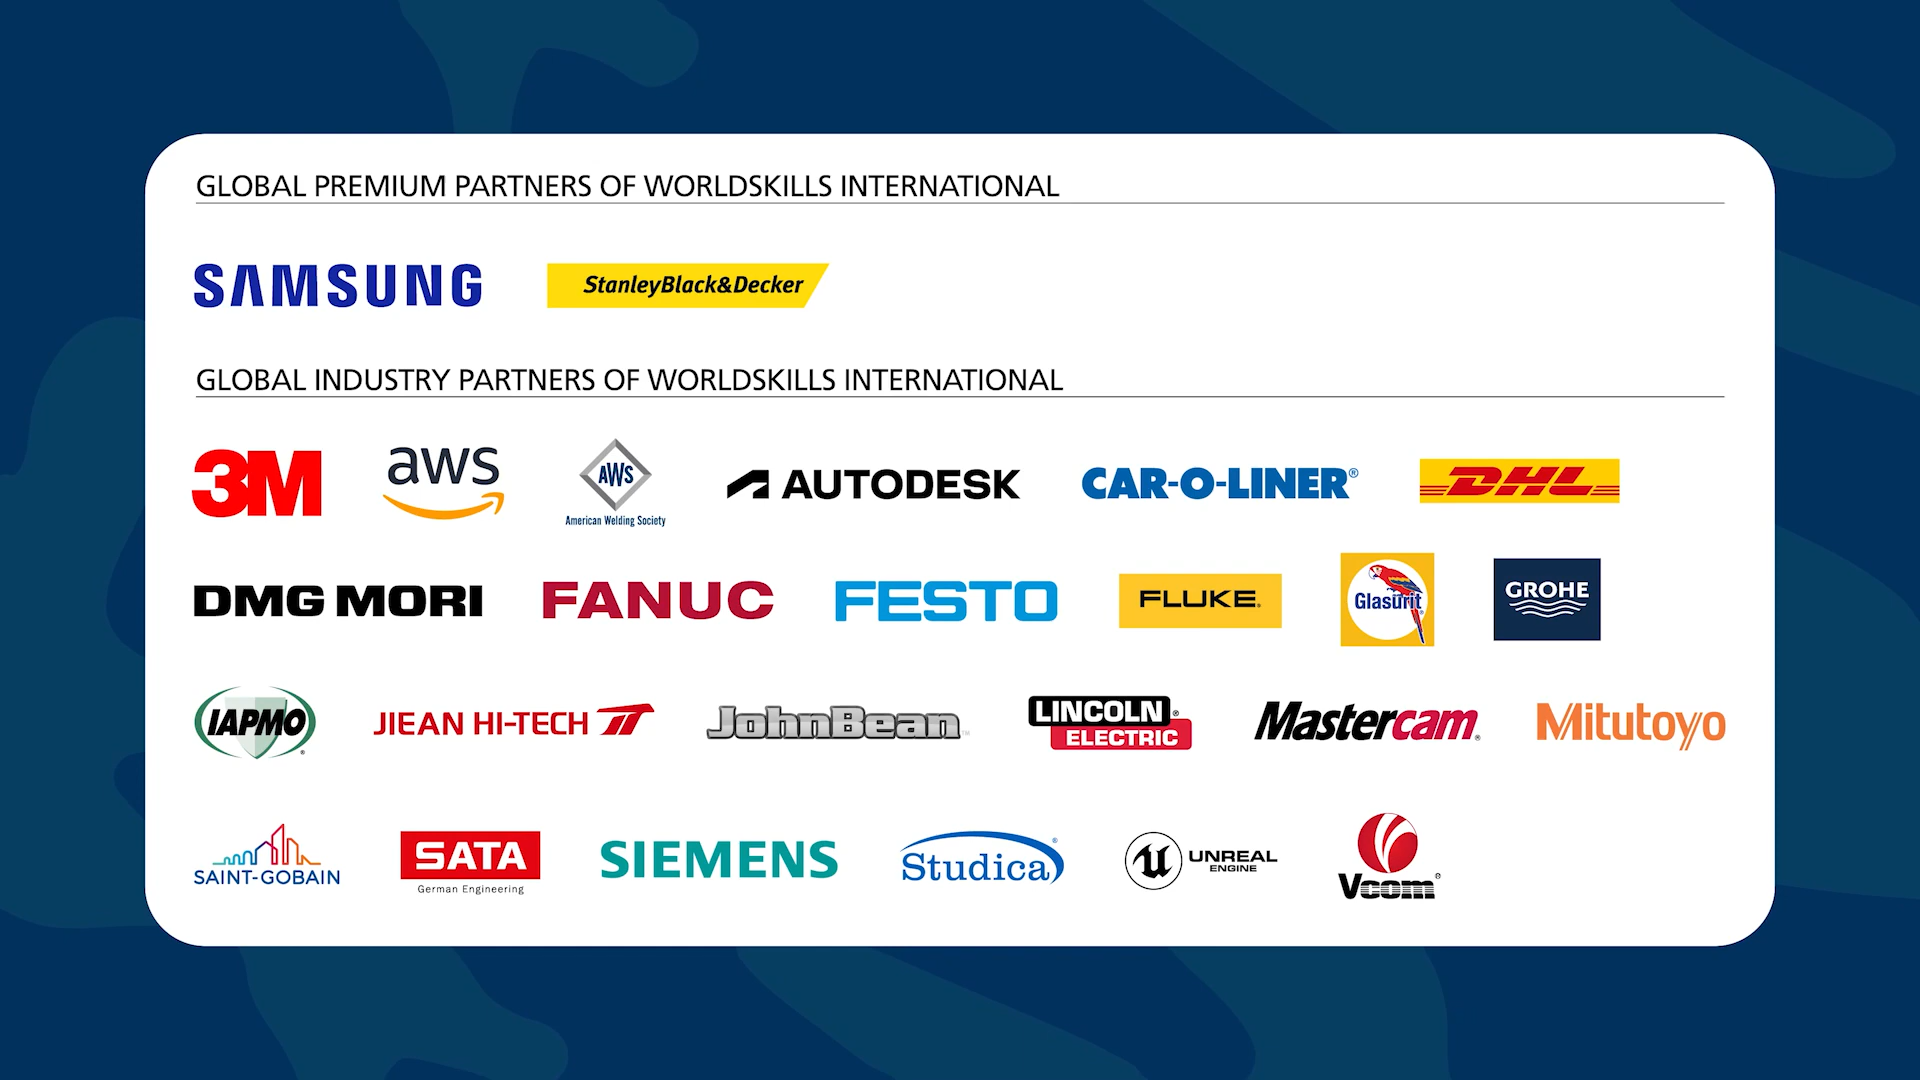 GLOBAL PREMIUM PARTNERS OF WORLDSKILLS INTERNATIONAL
SAMSUNG
StanleyBlack&Decker
GLOBAL INDUSTRY PARTNERS OF WORLDSKILLS INTERNATIONAL
3M
aws
AWS
American Welding Society
AUTODESK
CAR-O-LINER®
DHL
DMG MORI
FANUC
FESTO
FLUKE®
Glasurit®
GROHE
IAPMO®
JIEAN HI-TECH
JohnBean™
LINCOLN®
ELECTRIC
Mastercam®
Mitutoyo
SAINT-GOBAIN
SATA
German Engineering
SIEMENS
Studica®
UNREAL
ENGINE
Vcom®